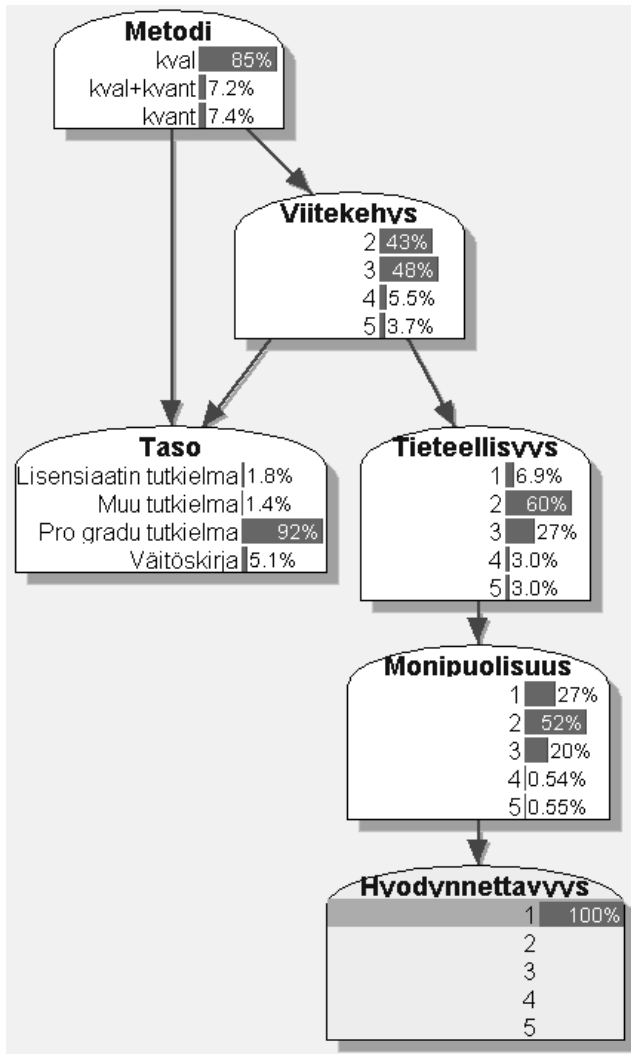 Metodi
kval 85%
kval+kvant 7.2%
kvant 7.4%
Viitekehvs
2 43%
3 48%
4 5.5%
5 3.7%
Taso
Lisensiaatin tutkielma 1.8%
Muu tutkielma 1.4%
Pro gradu tutkielma 92%
Väitöskirja 5.1%
Tieteellisvvs
1 6.9%
2 60%
3 27%
4 3.0%
5 3.0%
Monipuolisuus
1 27%
2 52%
3 20%
4 0.54%
5 0.55%
Hvodvnnettavvvs
1 100%
2
3
4
5